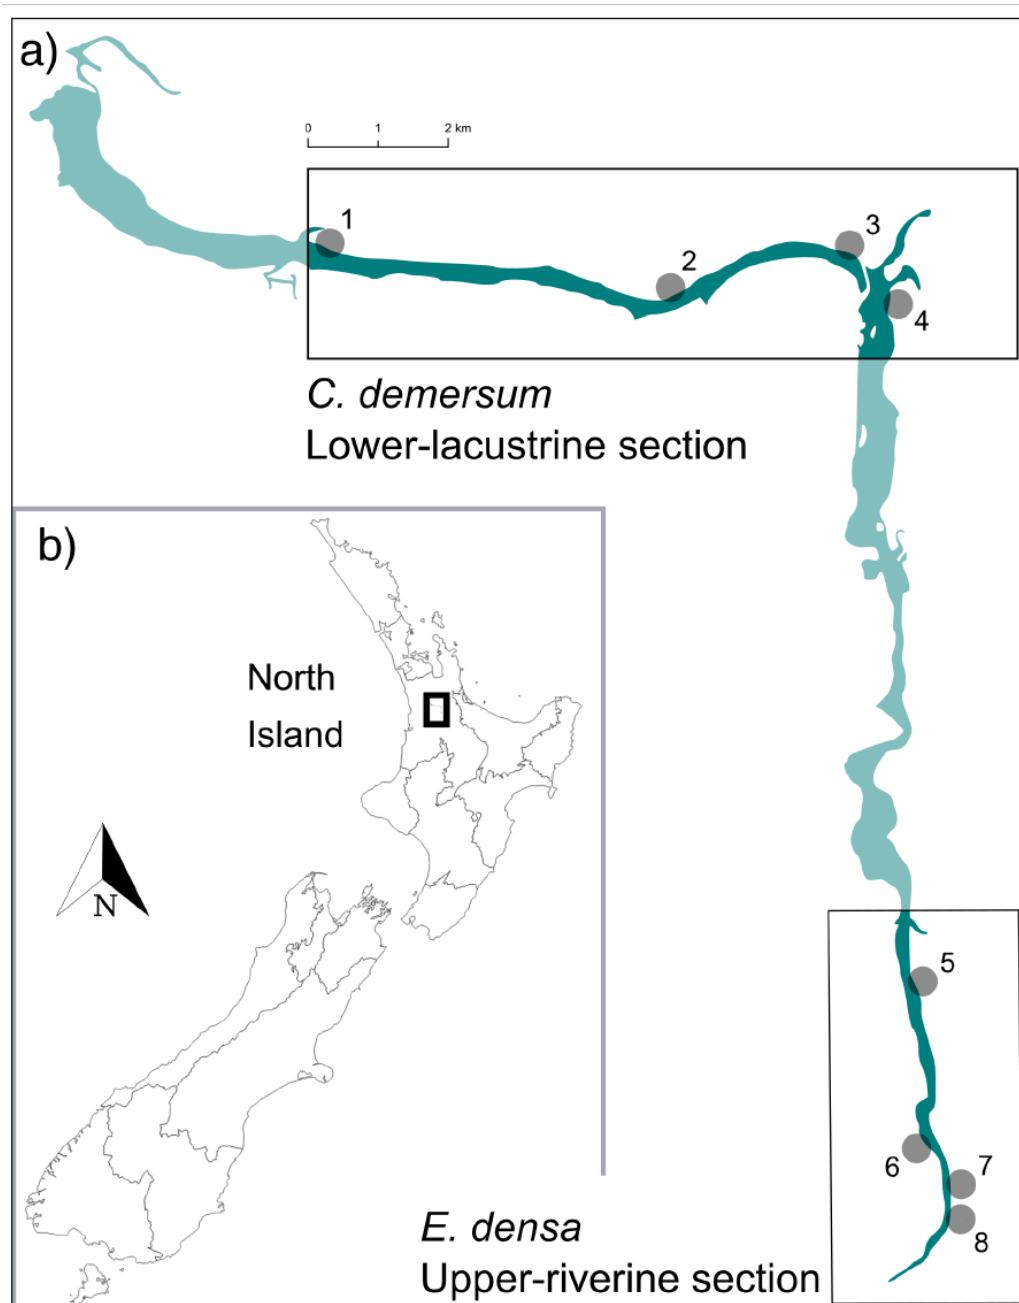 a)
0 1 2 km
1
2
3
4
C. demersum
Lower-lacustrine section
b)
North
Island
N
5
6
7
8
E. densa
Upper-riverine section